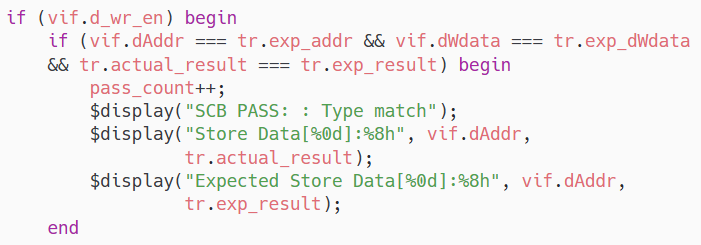 if (vif.d_wr_en) begin
    if (vif.dAddr === tr.exp_addr && vif.dWdata === tr.exp_dWdata
    && tr.actual_result === tr.exp_result) begin
        pass_count++;
        $display("SCB PASS: : Type match");
        $display("Store Data[%0d]:%8h", vif.dAddr,
                 tr.actual_result);
        $display("Expected Store Data[%0d]:%8h", vif.dAddr,
                 tr.exp_result);
    end